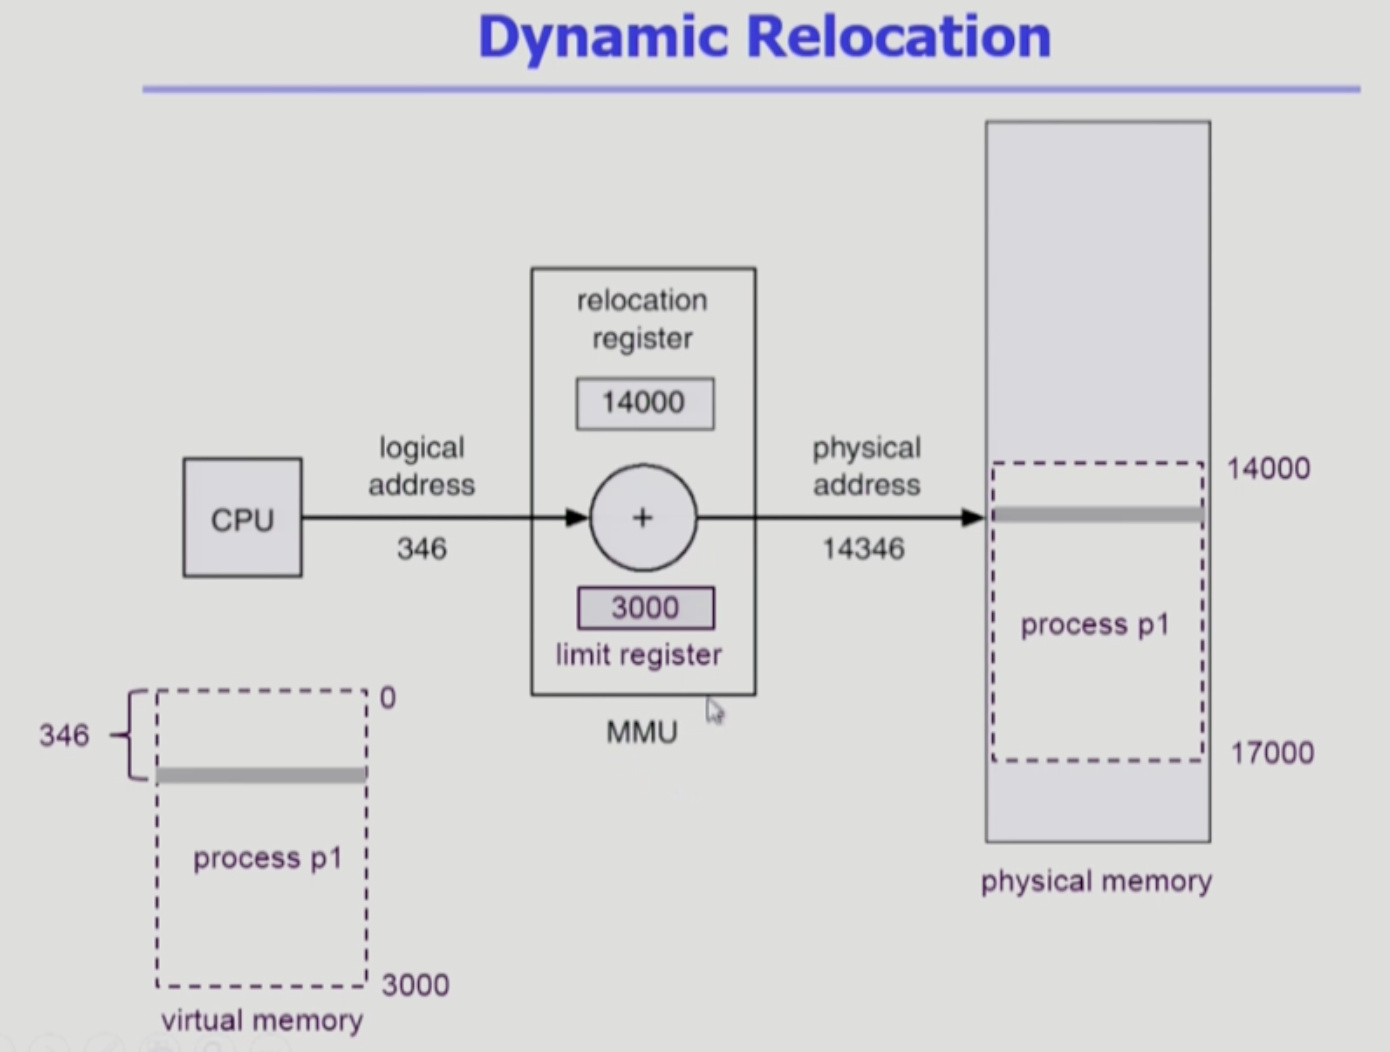 Dynamic Relocation
relocation
register
14000
logical
address
346
CPU
+
physical
address
14346
3000
limit register
MMU
14000
process p1
17000
physical memory
0
346
process p1
3000
virtual memory